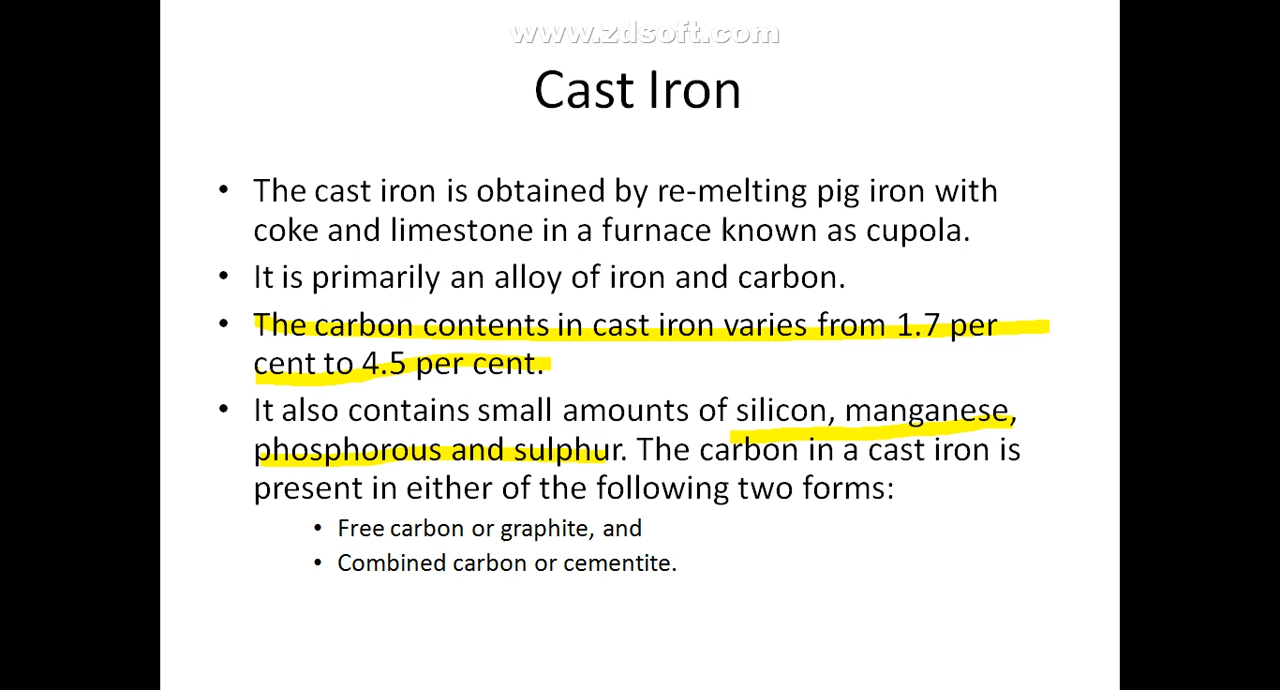 www.zdsoft.com
Cast Iron
• The cast iron is obtained by re-melting pig iron with
coke and limestone in a furnace known as cupola.
• It is primarily an alloy of iron and carbon.
• The carbon contents in cast iron varies from 1.7 per
cent to 4.5 per cent.
• It also contains small amounts of silicon, manganese,
phosphorous and sulphur. The carbon in a cast iron is
present in either of the following two forms:
• Free carbon or graphite, and
• Combined carbon or cementite.